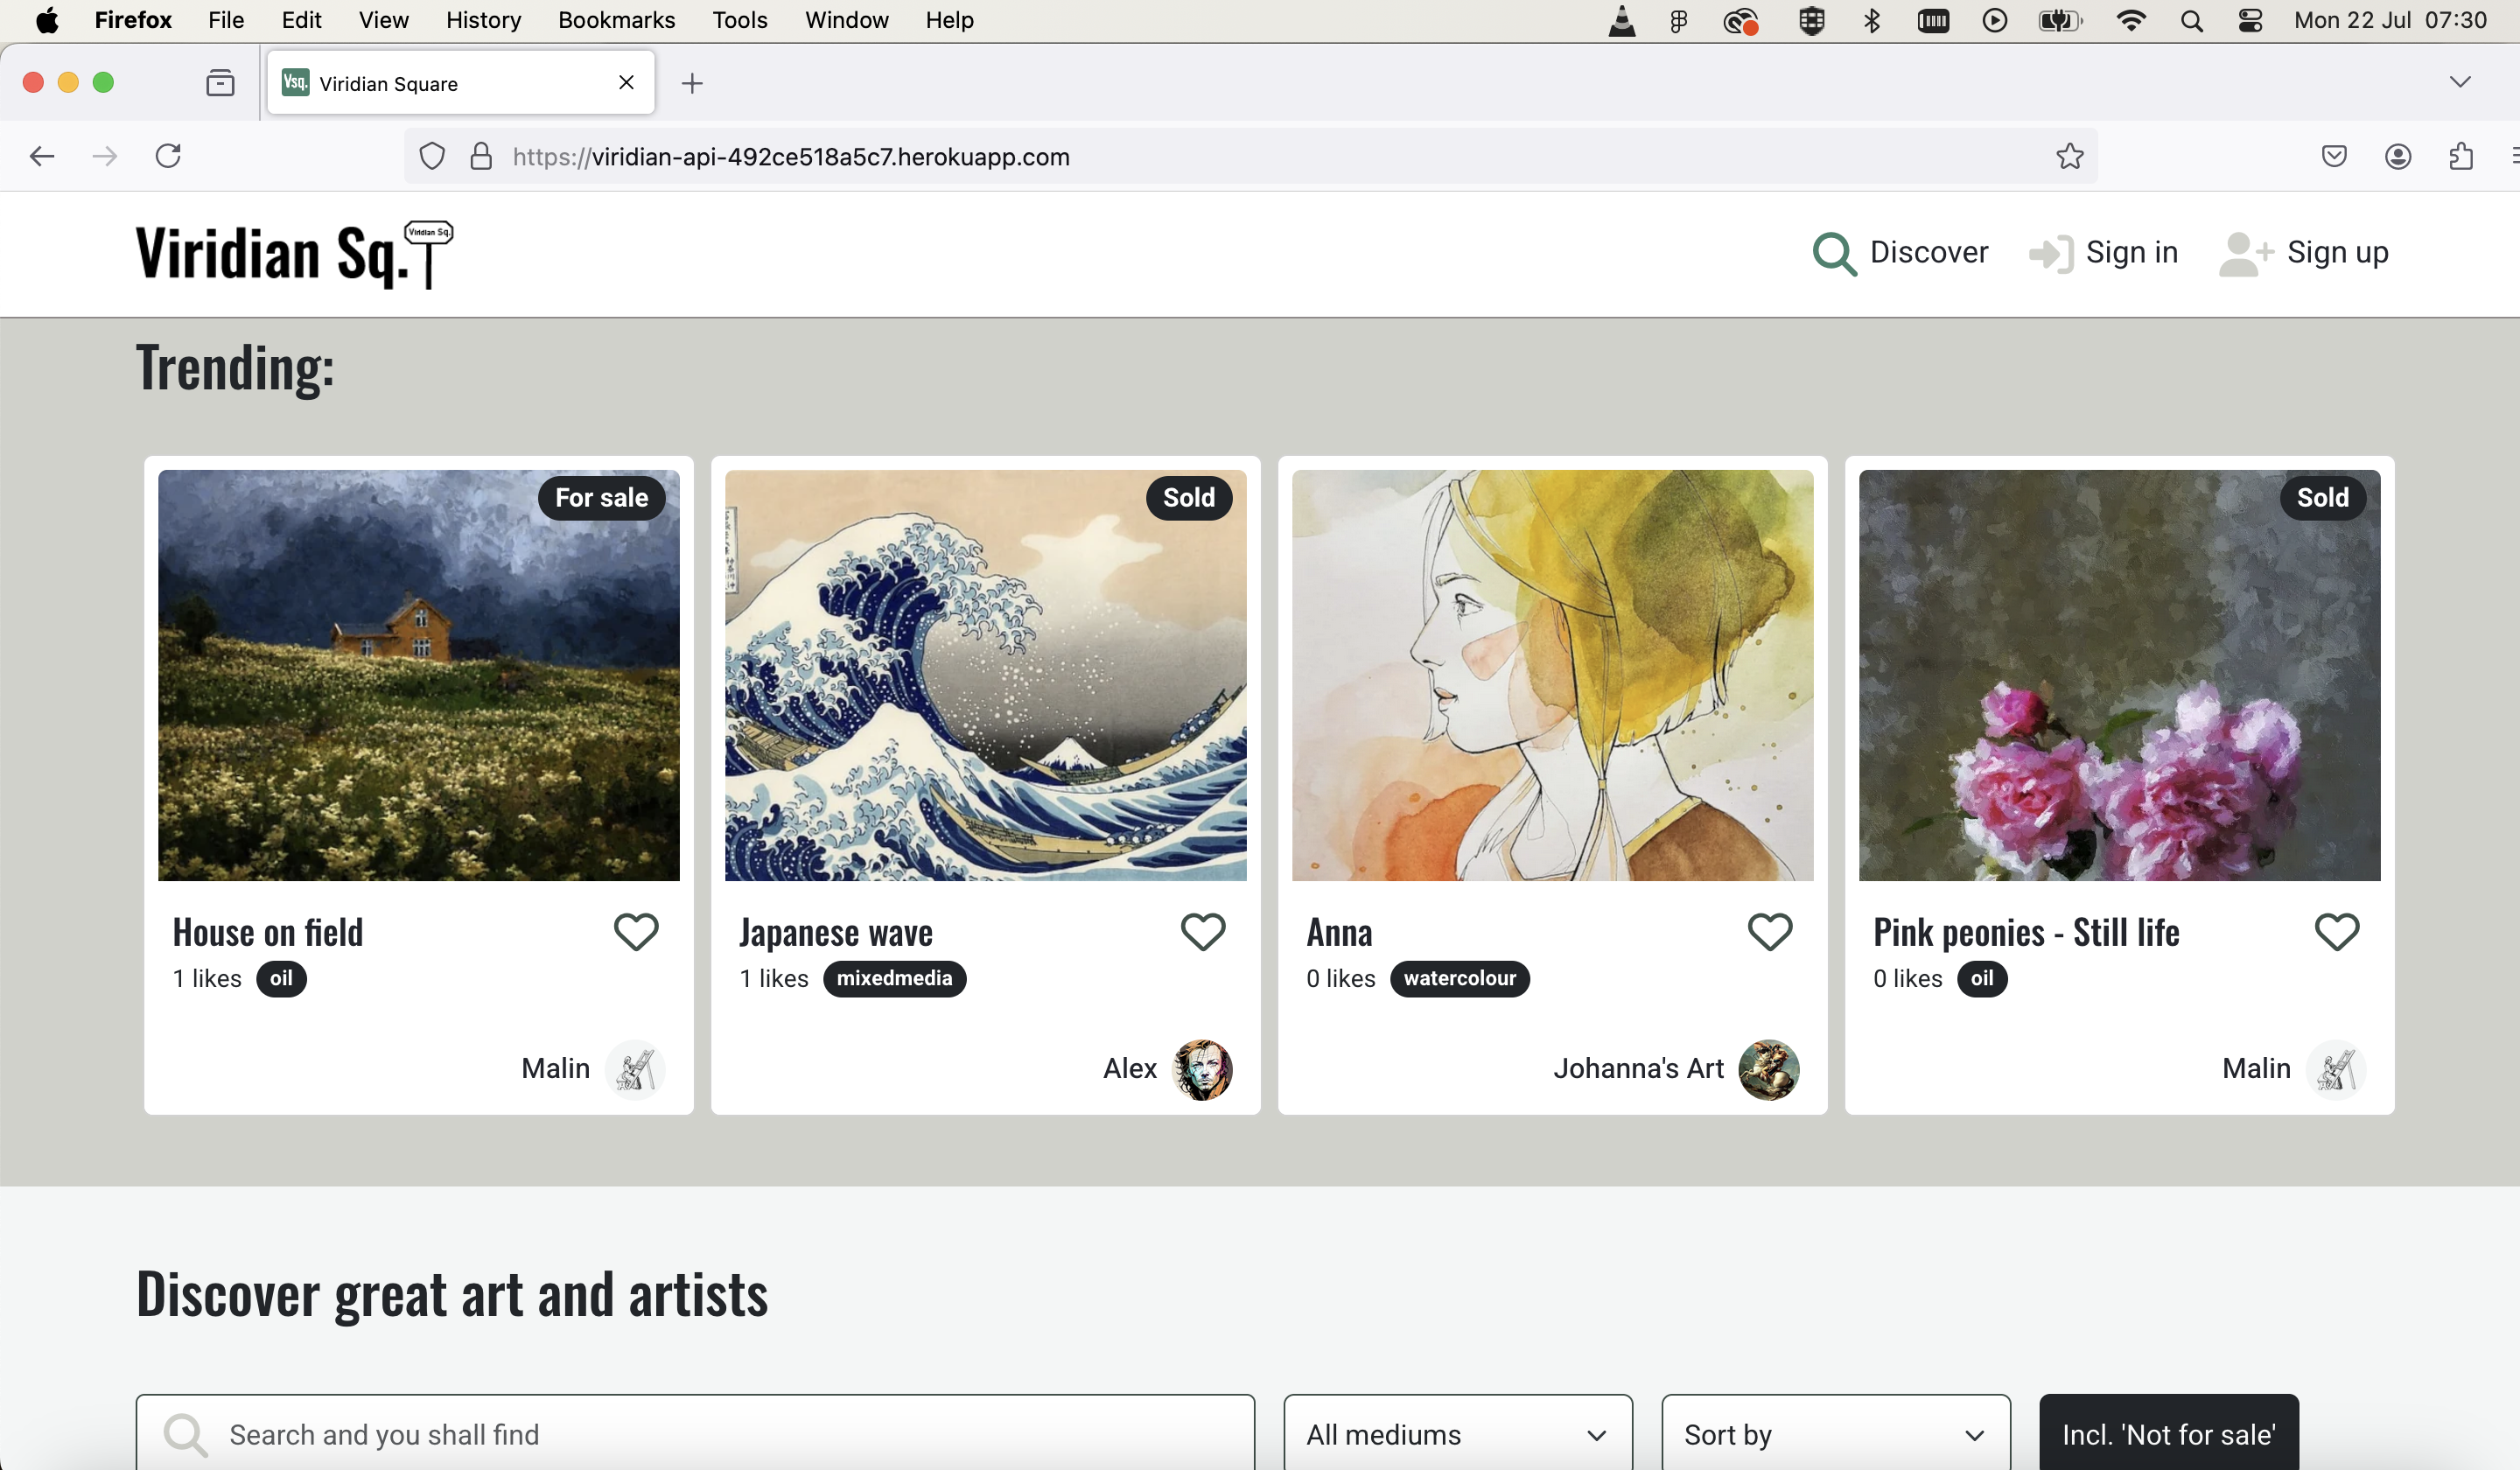 Firefox File Edit View History Bookmarks Tools Window Help Mon 22 Jul 07:30
Vsq. Viridian Square
https://viridian-api-492ce518a5c7.herokuapp.com
Viridian Sq. Viridian Sq. Discover Sign in Sign up
Trending:
For sale Sold Sold
House on field Japanese wave Anna Pink peonies - Still life
1 likes oil 1 likes mixedmedia 0 likes watercolour 0 likes oil
Malin Alex Johanna's Art Malin
Discover great art and artists
Search and you shall find All mediums Sort by Incl. 'Not for sale'